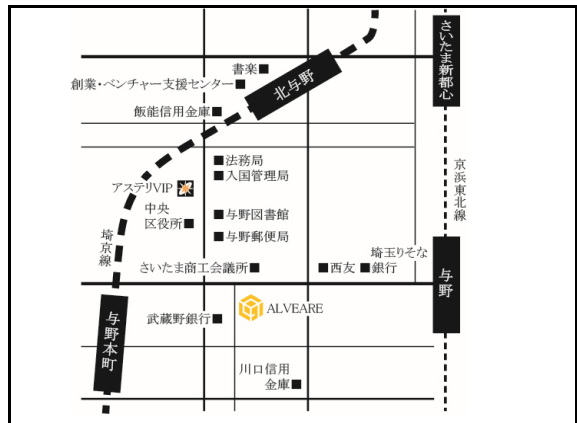 さいたま新都心
書楽
北与野
創業・ベンチャー支援センター
飯能信用金庫
法務局
入国管理局
アステリVIP
中央
区役所
与野図書館
与野郵便局
京浜東北線
埼京線
さいたま商工会議所
西友
埼玉りそな
銀行
与野
与野本町
武蔵野銀行
ALVEARE
川口信用
金庫